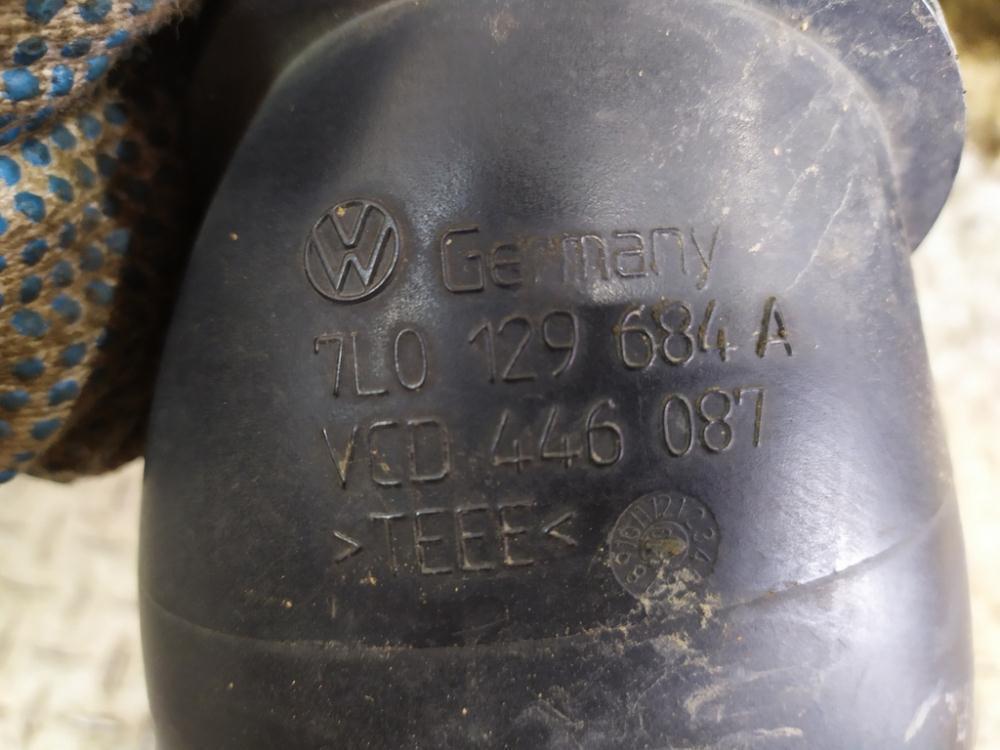 Germany
7L0 129 684 A
VCD 446 087
>TEEE<